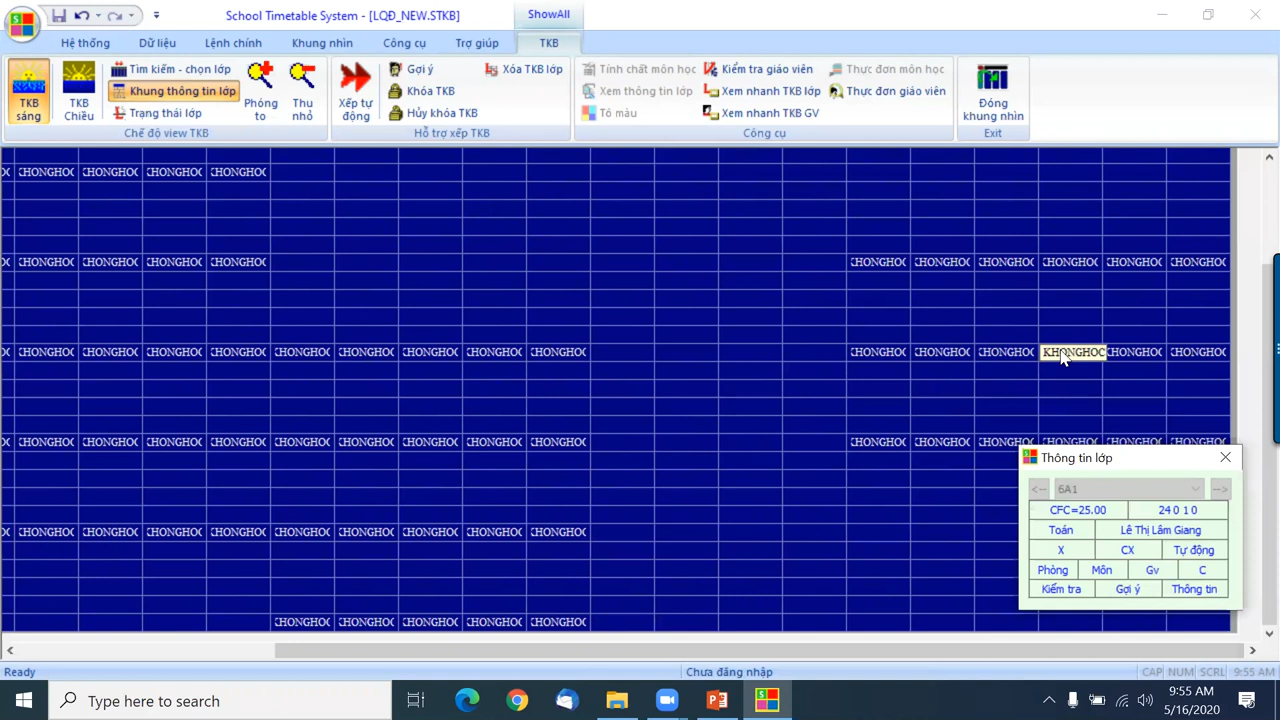 School Timetable System - [LQĐ_NEW.STKB]
ShowAll
Hệ thống
Dữ liệu
Lệnh chính
Khung nhìn
Công cụ
Trợ giúp
TKB
TKB sáng
TKB Chiều
Tìm kiếm - chọn lớp
Khung thông tin lớp
Trạng thái lớp
Phóng to
Thu nhỏ
Chế độ view TKB
Xếp tự động
Gợi ý
Khóa TKB
Hủy khóa TKB
Xóa TKB lớp
Hỗ trợ xếp TKB
Tính chất môn học
Xem thông tin lớp
Tô màu
Kiểm tra giáo viên
Xem nhanh TKB lớp
Xem nhanh TKB GV
Thực đơn môn học
Thực đơn giáo viên
Công cụ
Đóng khung nhìn
Exit
KHONGHOC
Thông tin lớp
<-- 6A1 -->
CFC=25.00 24 0 1 0
Toán Lê Thị Lâm Giang
X CX Tự động
Phòng Môn Gv C
Kiểm tra Gợi ý Thông tin
Ready
Chưa đăng nhập
CAP NUM SCRL 9:55 AM
Type here to search
9:55 AM
5/16/2020